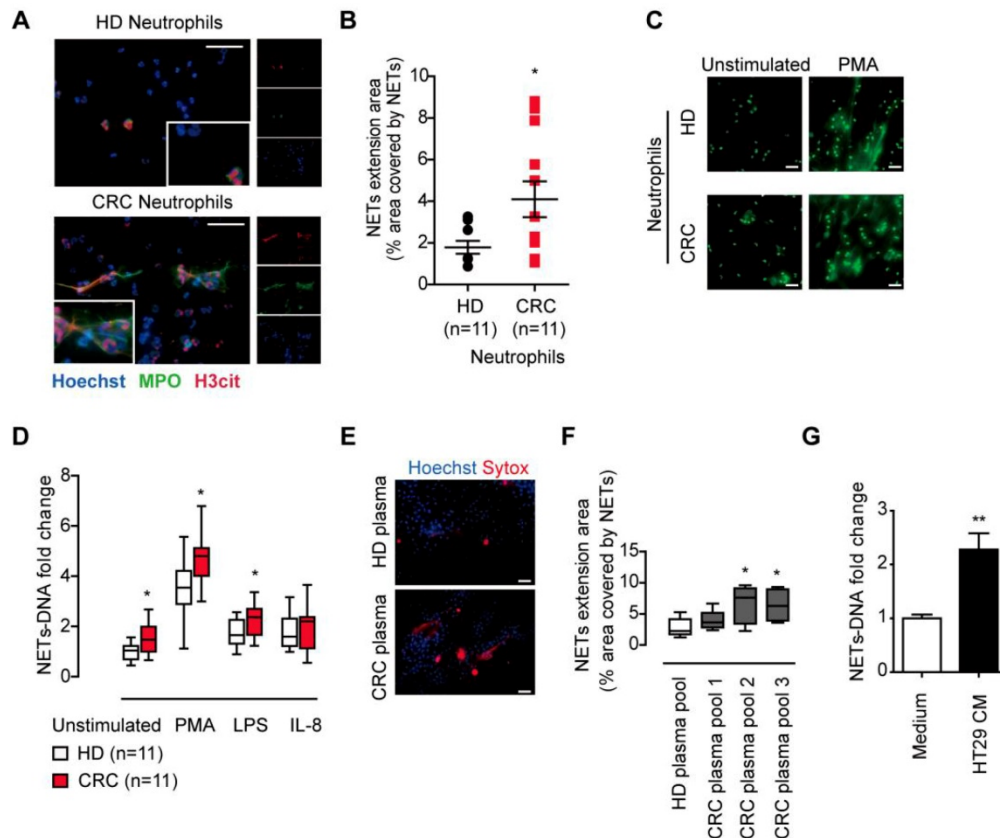 A
HD Neutrophils
CRC Neutrophils
Hoechst MPO H3cit
B
NETs extension area
(% area covered by NETs)
10
8
6
4
2
0
*
HD
(n=11)
CRC
(n=11)
Neutrophils
C
Unstimulated PMA
Neutrophils
HD
CRC
D
NETs-DNA fold change
8
6
4
2
0
*
*
*
Unstimulated PMA LPS IL-8
HD (n=11)
CRC (n=11)
E
Hoechst Sytox
HD plasma
CRC plasma
F
NETs extension area
(% area covered by NETs)
15
10
5
0
*
*
HD plasma pool
CRC plasma pool 1
CRC plasma pool 2
CRC plasma pool 3
G
NETs-DNA fold change
3
2
1
0
**
Medium
HT29 CM